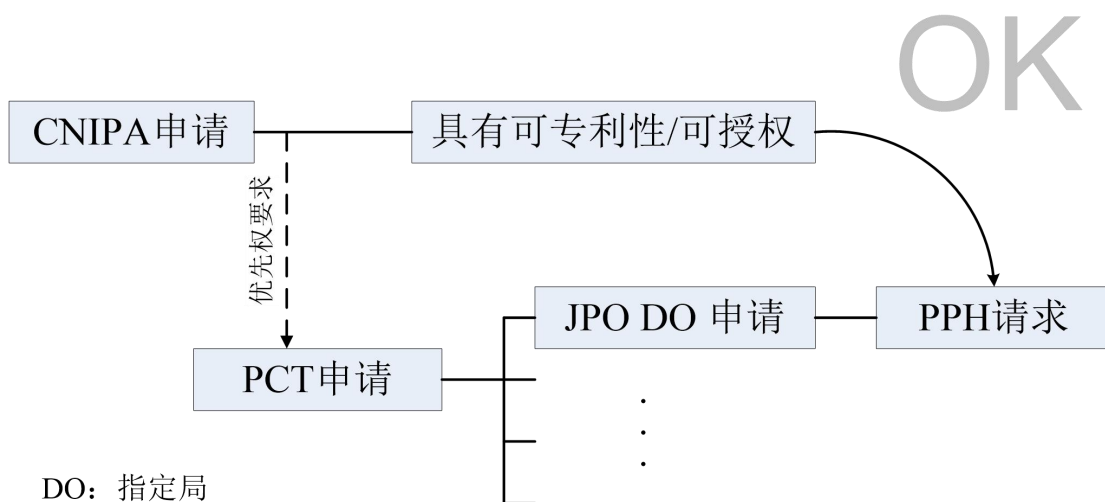 OK
CNIPA申请
具有可专利性/可授权
优先权要求
JPO DO 申请
PPH请求
PCT申请
DO：指定局